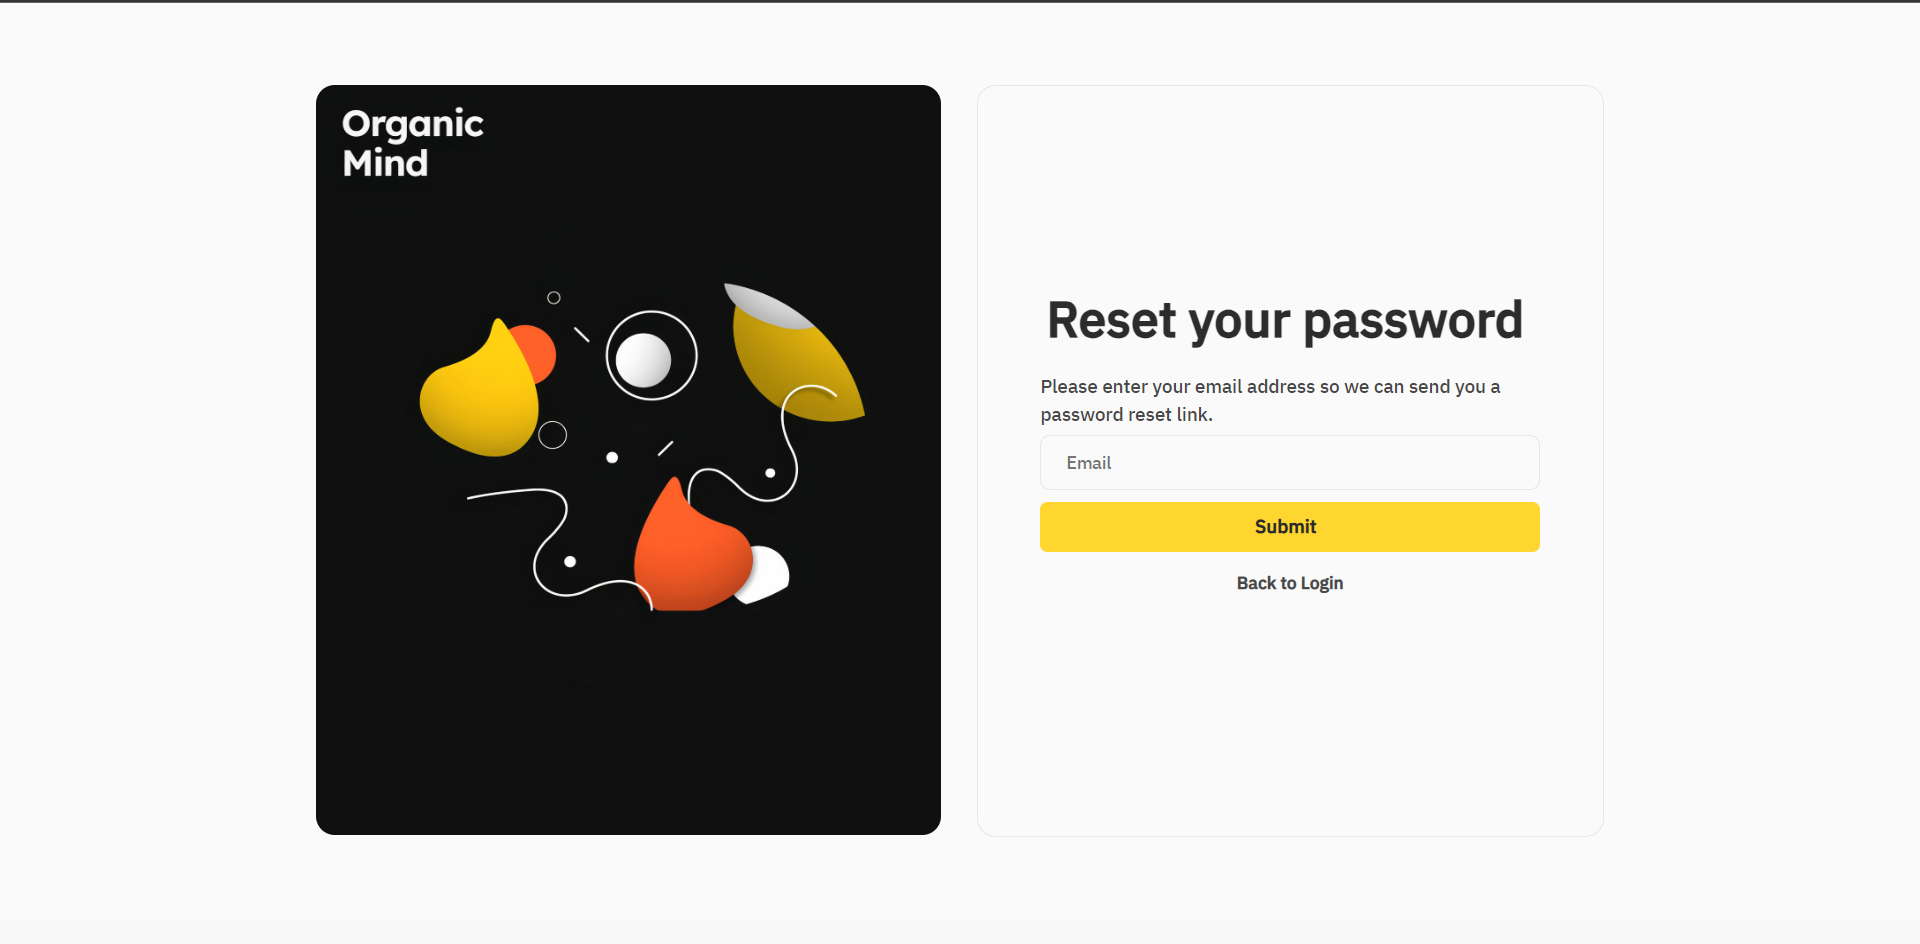 Organic
Mind
Reset your password
Please enter your email address so we can send you a
password reset link.
Email
Submit
Back to Login